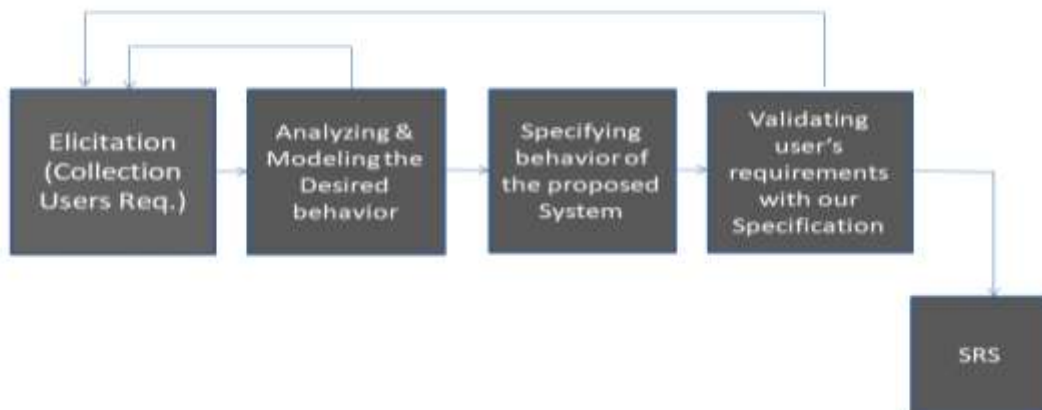 Elicitation
(Collection
Users Req.)
Analyzing &
Modeling the
Desired
behavior
Specifying
behavior of
the proposed
System
Validating
user's
requirements
with our
Specification
SRS